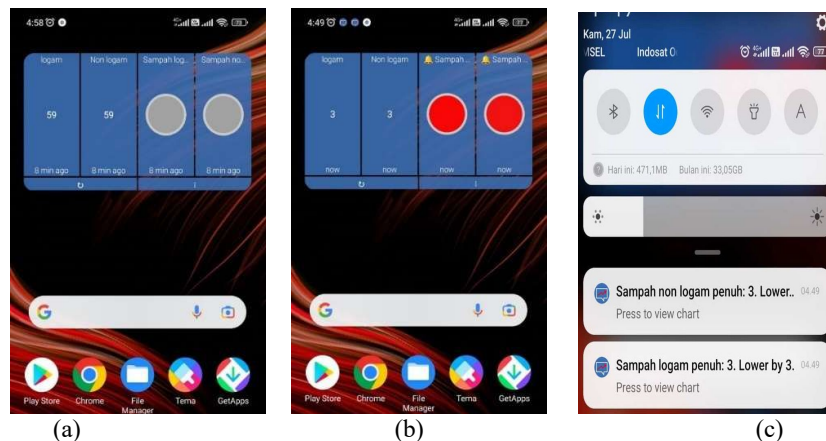 4:58
logam Non logam Sampah log.. Sampah no..
59 59
8 min ago 8 min ago 8 min ago 8 min ago
Play Store Chrome File Manager Tema GetApps
(a)
4:49
logam Non logam Sampah... Sampah...
3 3
now now now now
Play Store Chrome File Manager Tema GetApps
(b)
Kam, 27 Jul
MSEL Indosat O
A
Hari ini: 471,1MB Bulan ini: 33,05GB
Sampah non logam penuh: 3. Lower.. 04.49
Press to view chart
Sampah logam penuh: 3. Lower by 3. 04.49
Press to view chart
(c)